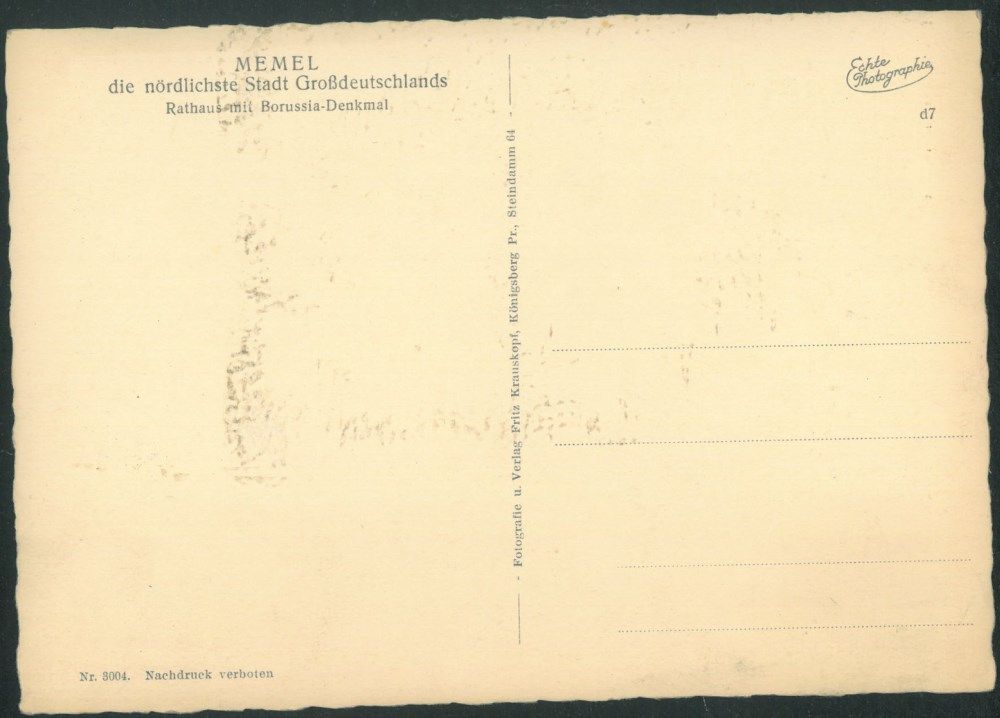 MEMEL
die nördlichste Stadt Großdeutschlands
Rathaus mit Borussia-Denkmal
- Fotografie u. Verlag Fritz Krauskopf, Königsberg Pr., Steindamm 64 -
Echte
Photographie
d7
Nr. 3004. Nachdruck verboten